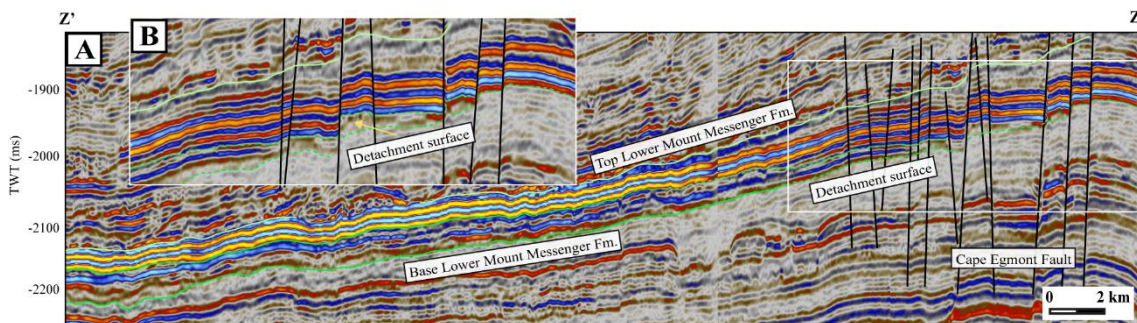 Z'
Z
A
B
TWT (ms)
-1900
-2000
-2100
-2200
Detachment surface
Top Lower Mount Messenger Fm.
Detachment surface
Base Lower Mount Messenger Fm.
Cape Egmont Fault
0 2 km